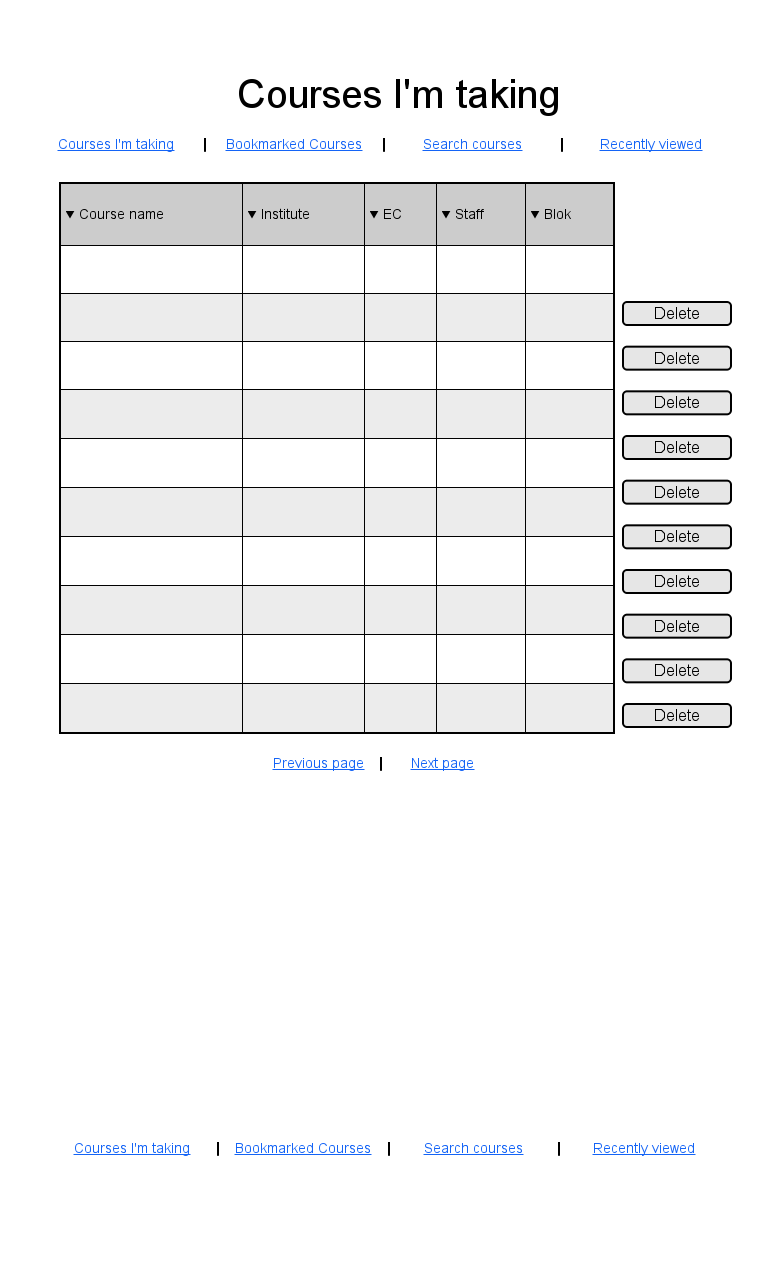 Courses I'm taking
Courses I'm taking | Bookmarked Courses | Search courses | Recently viewed
▼ Course name ▼ Institute ▼ EC ▼ Staff ▼ Blok
Delete
Delete
Delete
Delete
Delete
Delete
Delete
Delete
Delete
Delete
Previous page | Next page
Courses I'm taking | Bookmarked Courses | Search courses | Recently viewed